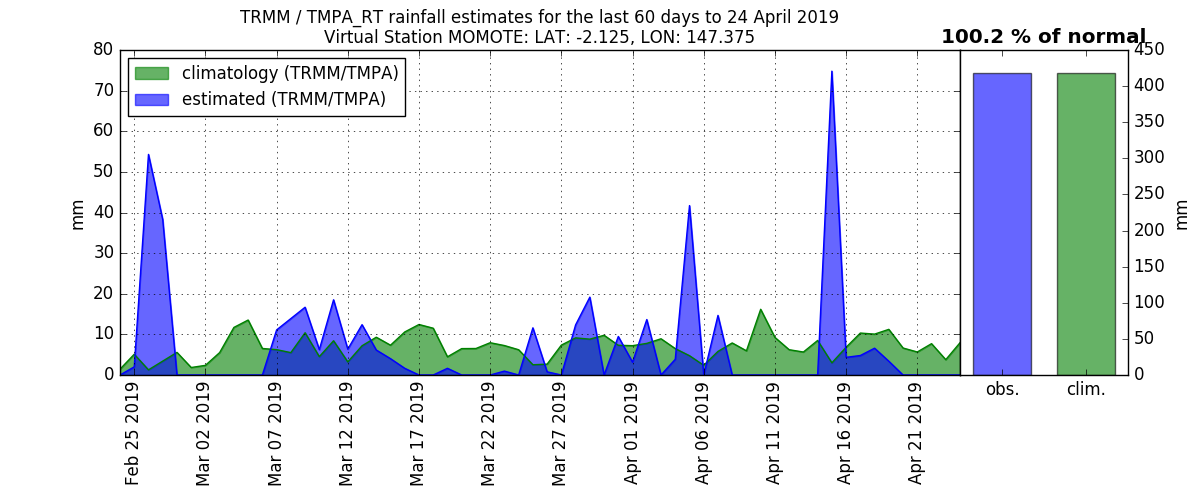 TRMM / TMPA_RT rainfall estimates for the last 60 days to 24 April 2019
Virtual Station MOMOTE: LAT: -2.125, LON: 147.375
100.2 % of normal
climatology (TRMM/TMPA)
estimated (TRMM/TMPA)
mm
80
70
60
50
40
30
20
10
0
Feb 25 2019
Mar 02 2019
Mar 07 2019
Mar 12 2019
Mar 17 2019
Mar 22 2019
Mar 27 2019
Apr 01 2019
Apr 06 2019
Apr 11 2019
Apr 16 2019
Apr 21 2019
obs.
clim.
450
400
350
300
250
200
150
100
50
0
mm